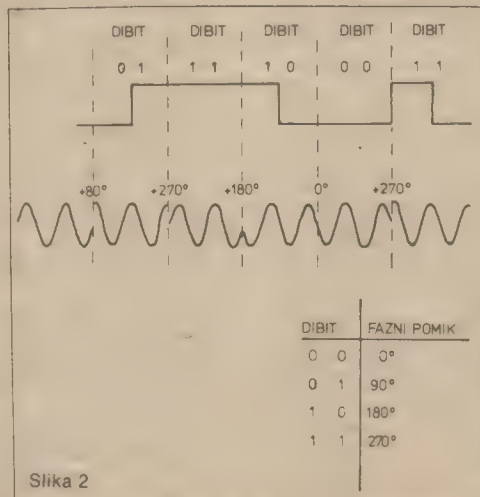 DIBIT DIBIT DIBIT DIBIT DIBIT
0 1 1 1 1 0 0 0 1 1
+80° +270° +180° 0° +270°
DIBIT FAZNI POMIK
0 0 0°
0 1 90°
1 0 180°
1 1 270°
Slika 2